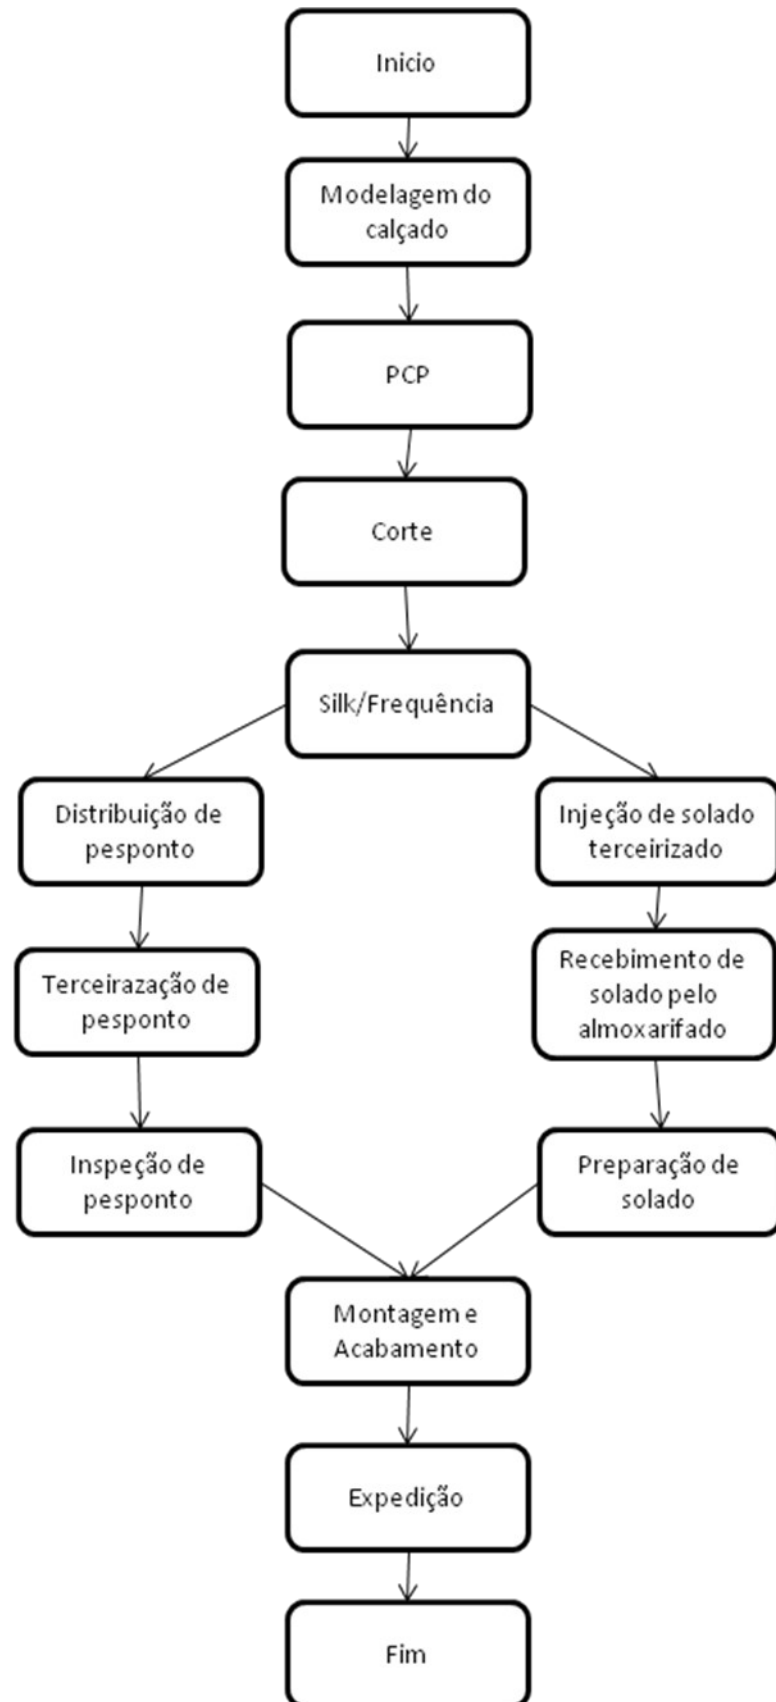 Inicio
Modelagem do
calçado
PCP
Corte
Silk/Frequência
Distribuição de
pesponto
Injeção de solado
terceirizado
Terceirazação de
pesponto
Recebimento de
solado pelo
almoxarifado
Inspeção de
pesponto
Preparação de
solado
Montagem e
Acabamento
Expedição
Fim